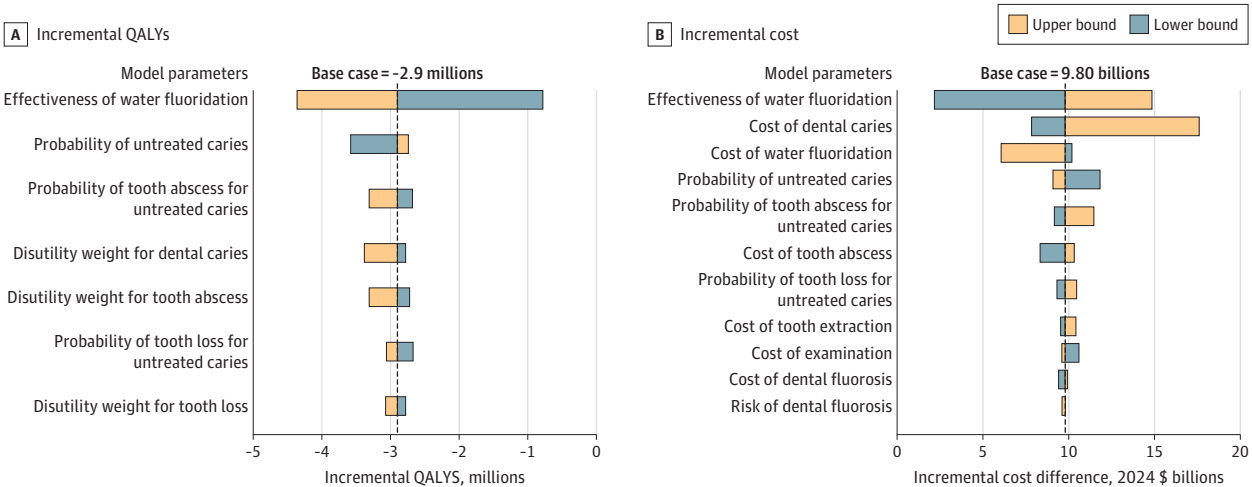 A Incremental QALYs
Model parameters
Base case = -2.9 millions
Effectiveness of water fluoridation
Probability of untreated caries
Probability of tooth abscess for
untreated caries
Disutility weight for dental caries
Disutility weight for tooth abscess
Probability of tooth loss for
untreated caries
Disutility weight for tooth loss
-5 -4 -3 -2 -1 0
Incremental QALYS, millions
B Incremental cost
Upper bound Lower bound
Model parameters
Base case = 9.80 billions
Effectiveness of water fluoridation
Cost of dental caries
Cost of water fluoridation
Probability of untreated caries
Probability of tooth abscess for
untreated caries
Cost of tooth abscess
Probability of tooth loss for
untreated caries
Cost of tooth extraction
Cost of examination
Cost of dental fluorosis
Risk of dental fluorosis
0 5 10 15 20
Incremental cost difference, 2024 $ billions